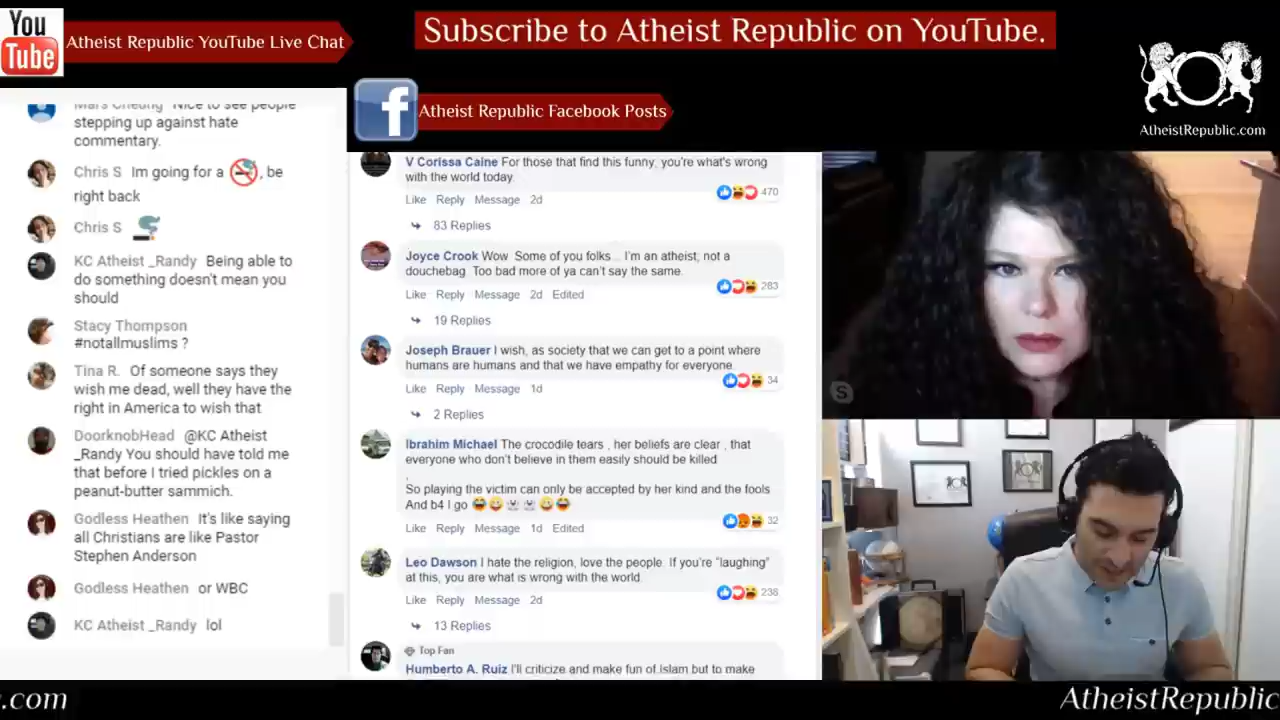 You
Tube
Atheist Republic YouTube Live Chat
Subscribe to Atheist Republic on YouTube.
AtheistRepublic.com
Atheist Republic Facebook Posts
Mars Cheung Nice to see people
stepping up against hate
commentary.
Chris S Im going for a , be
right back
Chris S
KC Atheist _Randy Being able to
do something doesn't mean you
should
Stacy Thompson
#notallmuslims ?
Tina R. Of someone says they
wish me dead, well they have the
right in America to wish that
DoorknobHead @KC Atheist
_Randy You should have told me
that before I tried pickles on a
peanut-butter sammich.
Godless Heathen It's like saying
all Christians are like Pastor
Stephen Anderson
Godless Heathen or WBC
KC Atheist _Randy lol
V Corissa Caine For those that find this funny, you're what's wrong
with the world today.
470
Like Reply Message 2d
83 Replies
Joyce Crook Wow Some of you folks... I'm an atheist, not a
douchebag. Too bad more of ya can't say the same.
283
Like Reply Message 2d Edited
19 Replies
Joseph Brauer I wish, as society that we can get to a point where
humans are humans and that we have empathy for everyone
34
Like Reply Message 1d
2 Replies
Ibrahim Michael The crocodile tears , her beliefs are clear , that
everyone who don't believe in them easily should be killed
.
So playing the victim can only be accepted by her kind and the fools
And b4 I go 😂😀☠☠😀😂
32
Like Reply Message 1d Edited
Leo Dawson I hate the religion, love the people. If you're "laughing"
at this, you are what is wrong with the world.
238
Like Reply Message 2d
13 Replies
Top Fan
Humberto A. Ruiz I'll criticize and make fun of Islam but to make
.com
AtheistRepublic